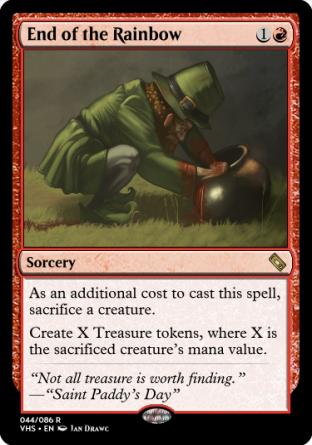 End of the Rainbow 1
Sorcery
As an additional cost to cast this spell,
sacrifice a creature.
Create X Treasure tokens, where X is
the sacrificed creature's mana value.
"Not all treasure is worth finding."
—"Saint Paddy's Day"
044/086 R
VHS • EN Ian Drawc